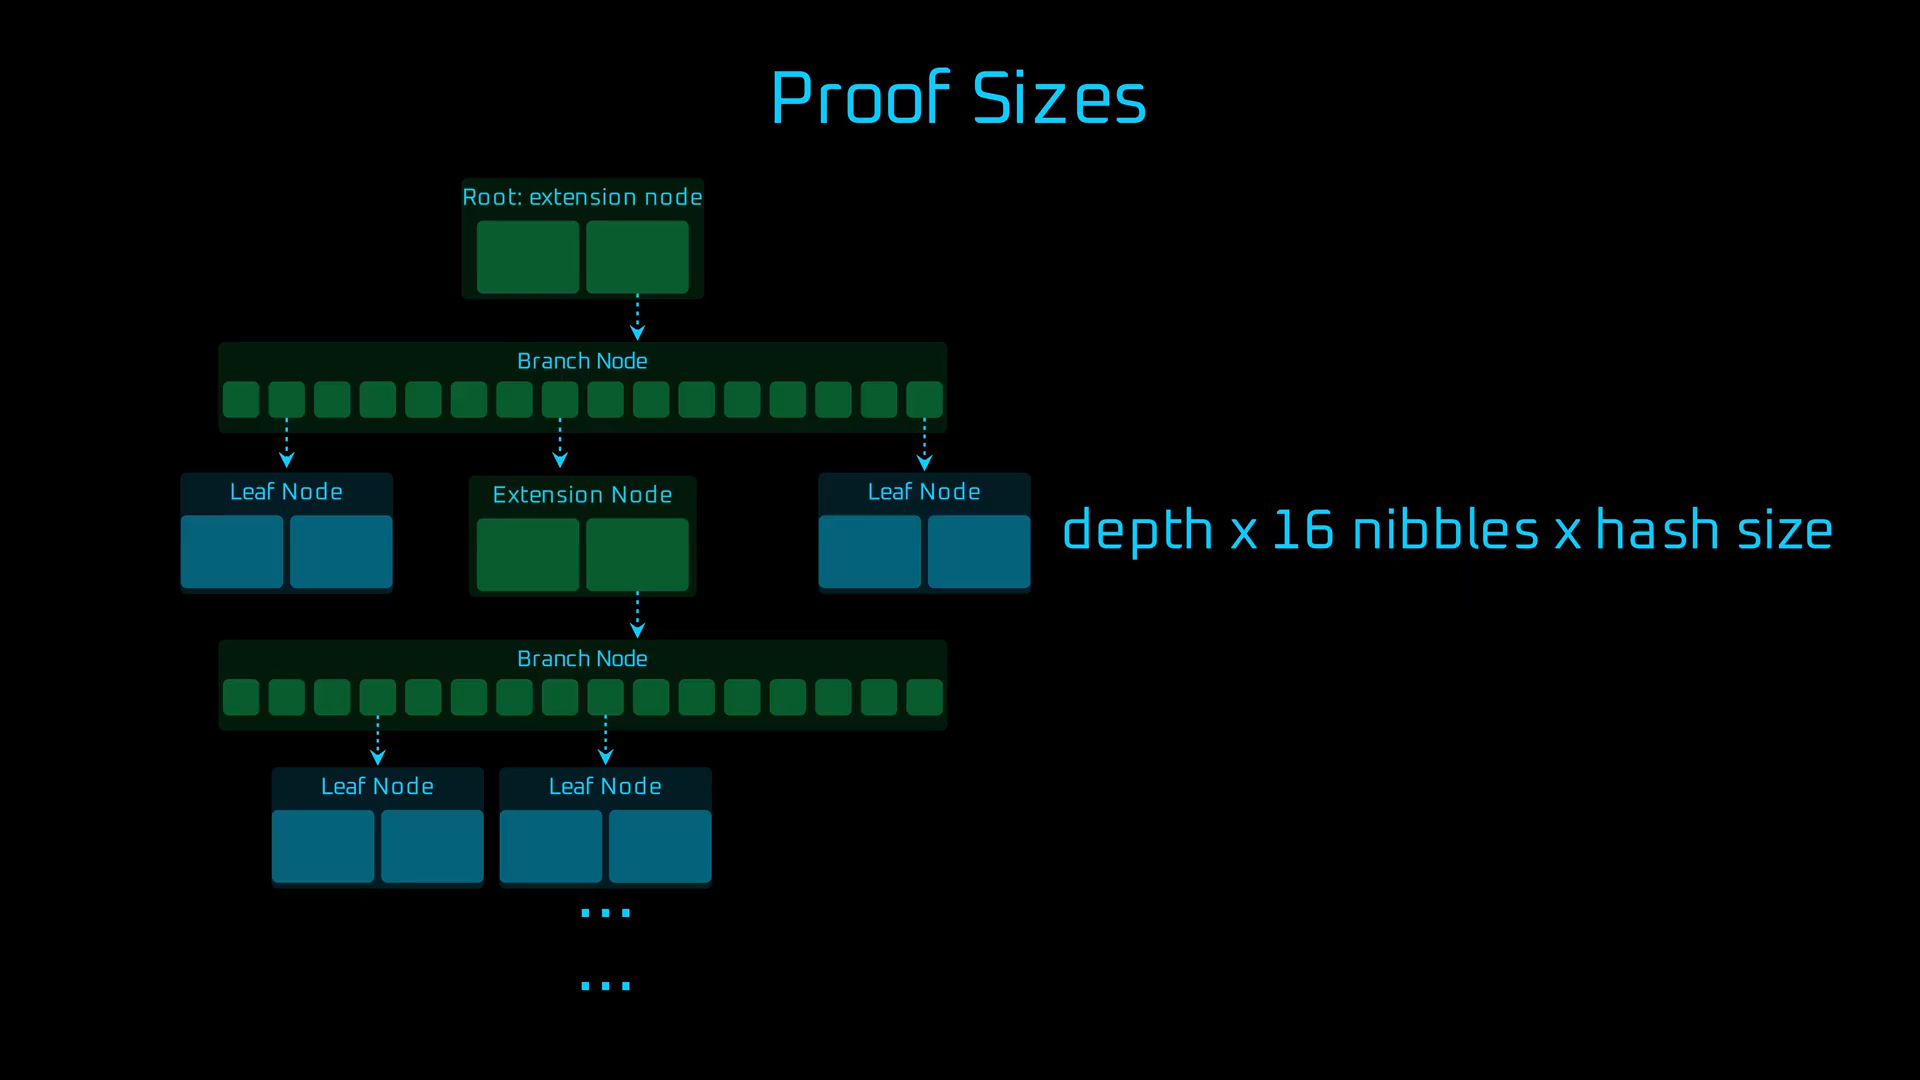 Proof Sizes
Root: extension node
Branch Node
Leaf Node
Extension Node
Leaf Node
depth x 16 nibbles x hash size
Branch Node
Leaf Node
Leaf Node
...
...